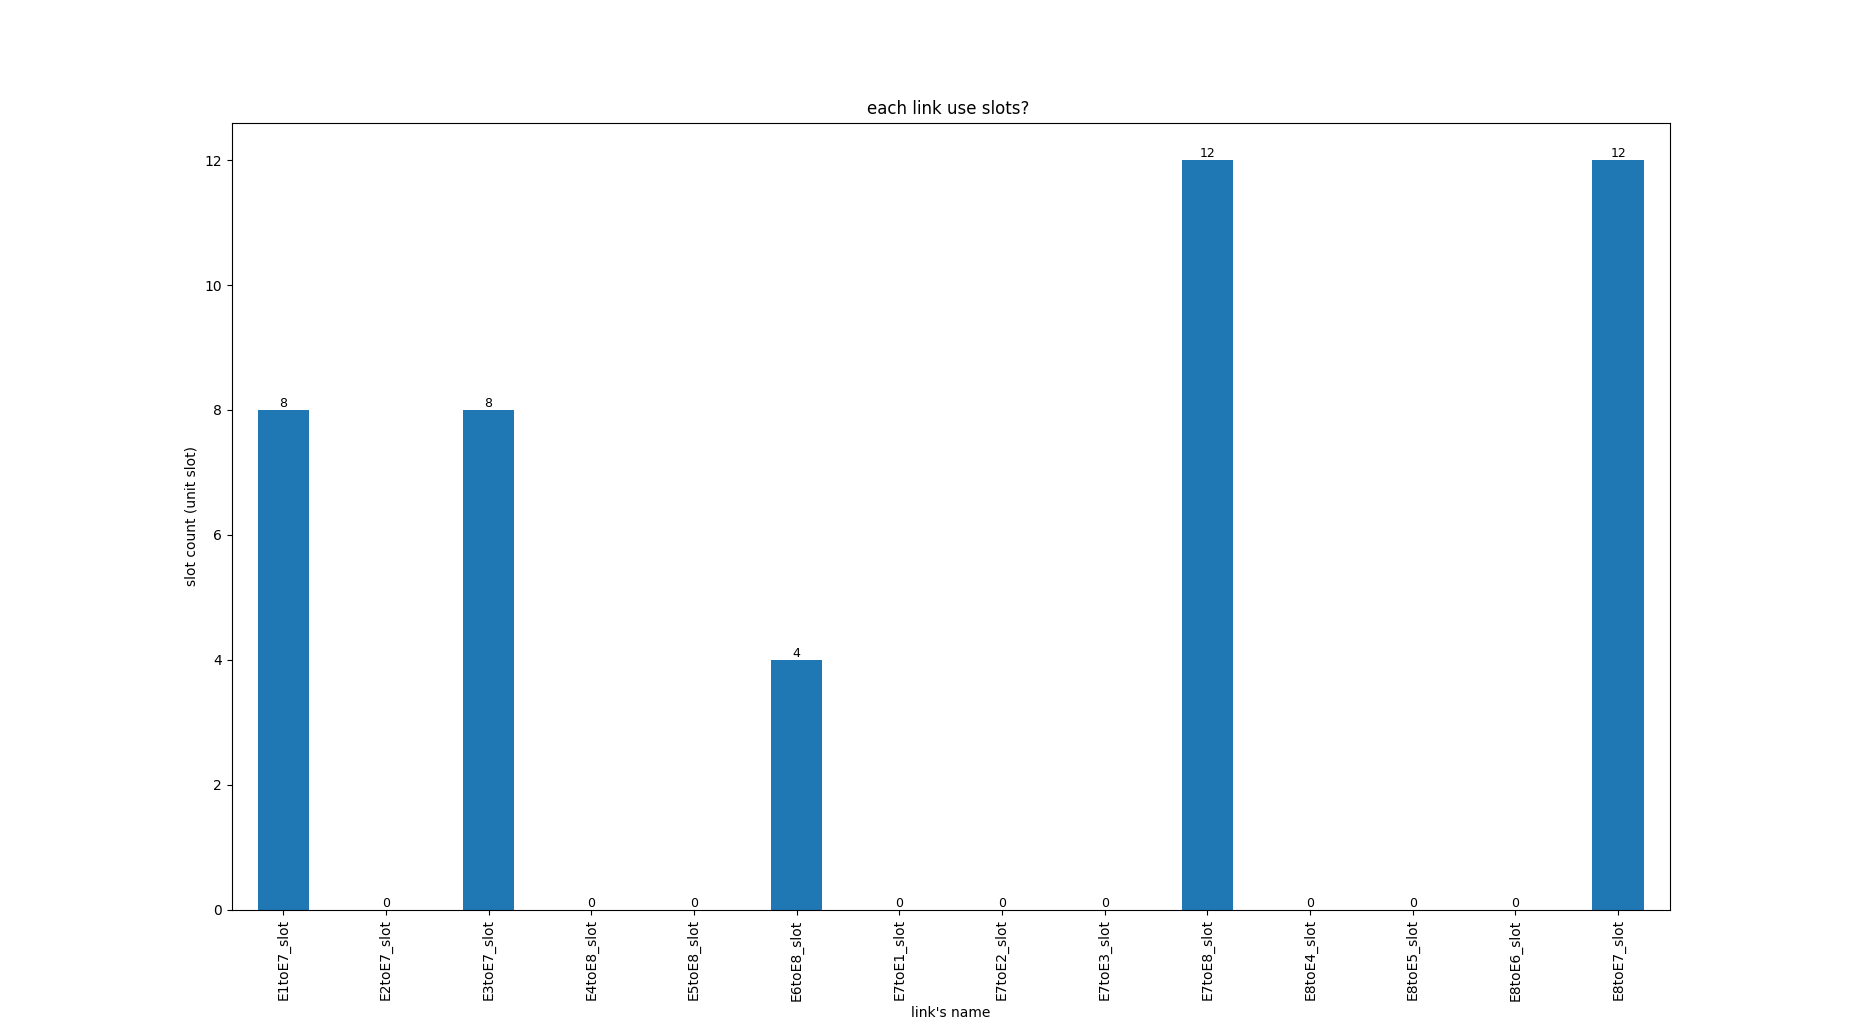 each link use slots?
slot count (unit slot)
12
10
8
6
4
2
0
8
0
8
0
0
4
0
0
0
12
0
0
0
12
E1toE7_slot
E2toE7_slot
E3toE7_slot
E4toE8_slot
E5toE8_slot
E6toE8_slot
E7toE1_slot
E7toE2_slot
E7toE3_slot
E7toE8_slot
E8toE4_slot
E8toE5_slot
E8toE6_slot
E8toE7_slot
link's name